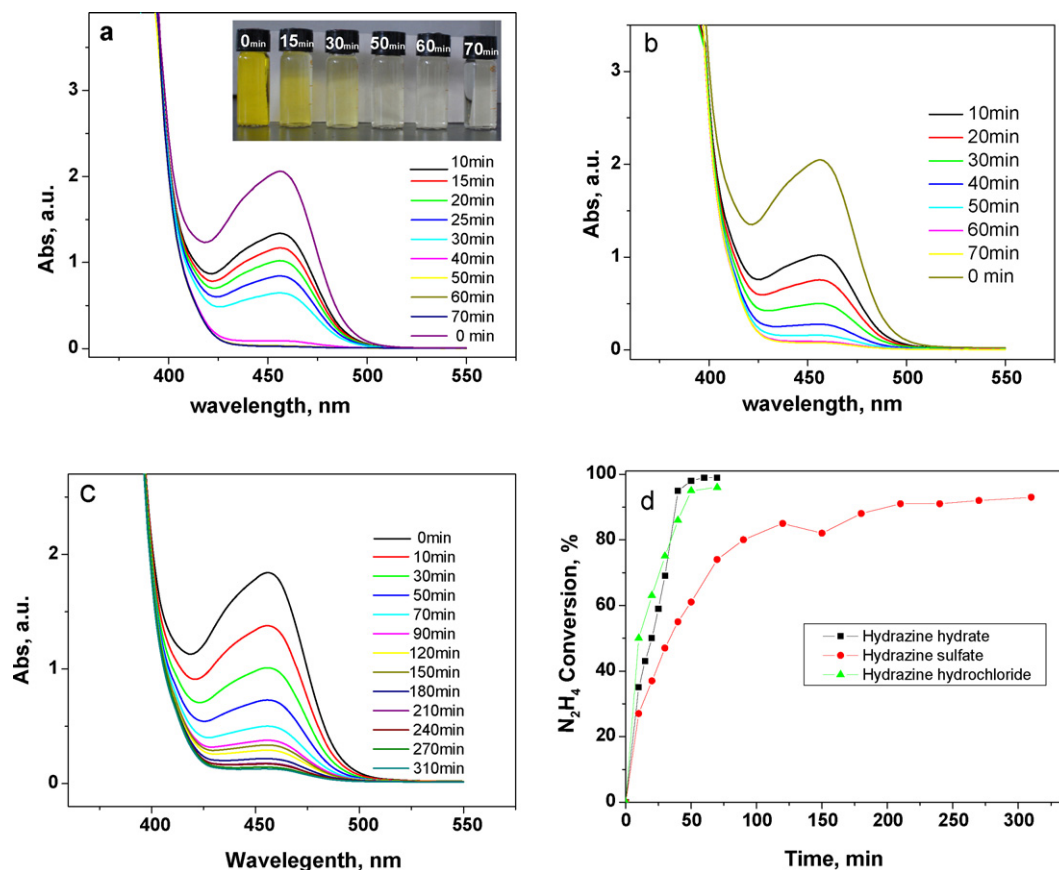 a
0min 15min 30min 50min 60min 70min
3
2
1
0
Abs, a.u.
400 450 500 550
wavelength, nm
10min
15min
20min
25min
30min
40min
50min
60min
70min
0 min
b
3
2
1
0
Abs, a.u.
400 450 500 550
wavelength, nm
10min
20min
30min
40min
50min
60min
70min
0 min
C
2
1
0
Abs, a.u.
400 450 500 550
Wavelegenth, nm
0min
10min
30min
50min
70min
90min
120min
150min
180min
210min
240min
270min
310min
d
100
80
60
40
20
0
N₂H₄ Conversion, %
0 50 100 150 200 250 300
Time, min
Hydrazine hydrate
Hydrazine sulfate
Hydrazine hydrochloride